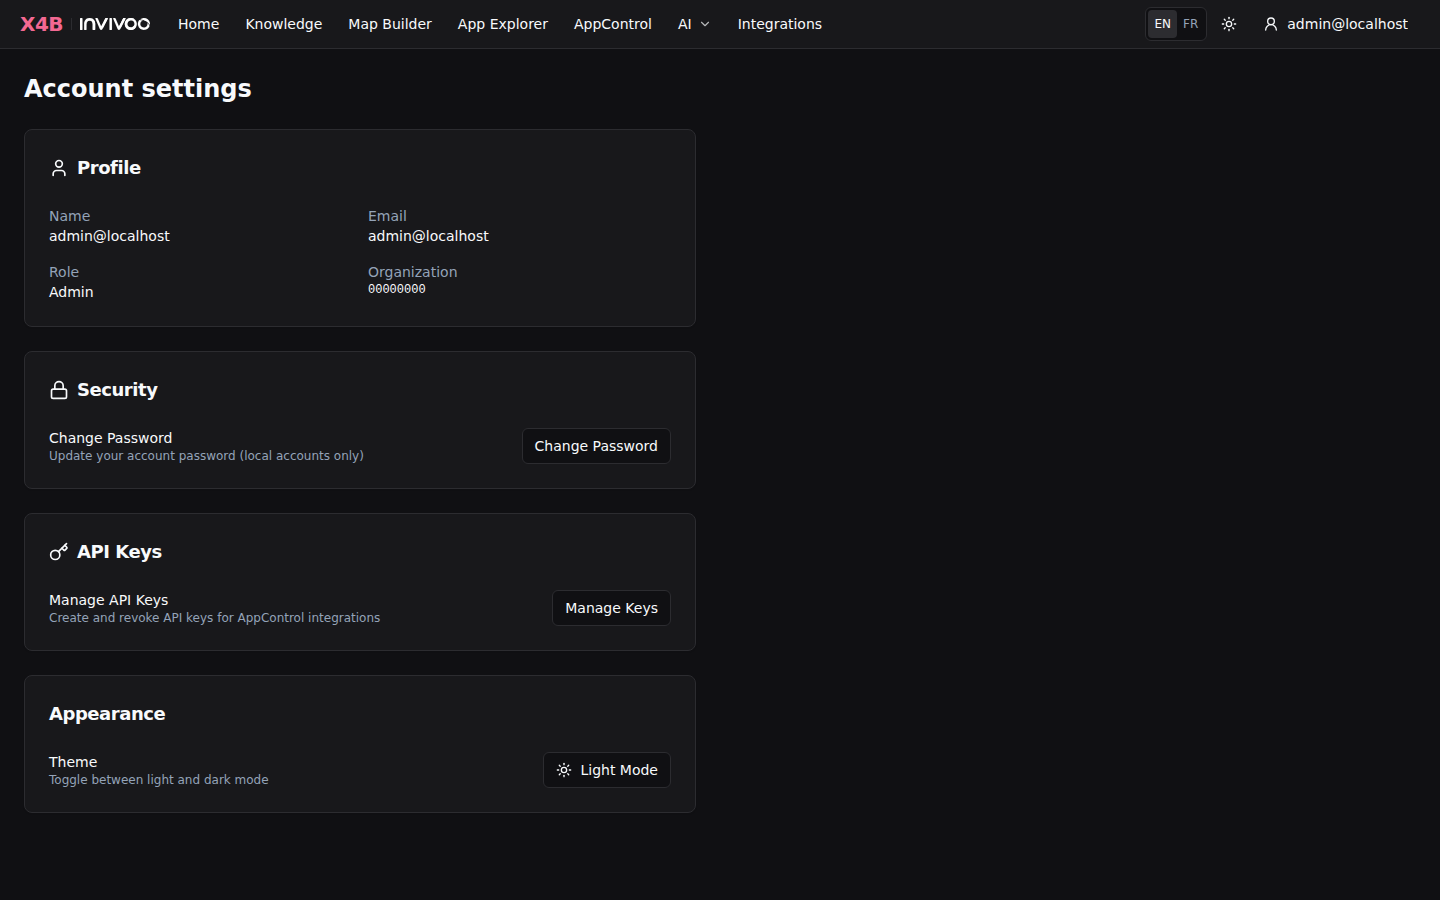 X4B INVIVOO Home Knowledge Map Builder App Explorer AppControl AI Integrations EN FR admin@localhost
Account settings
Profile
Name Email
admin@localhost admin@localhost
Role Organization
Admin 00000000
Security
Change Password
Update your account password (local accounts only)
Change Password
API Keys
Manage API Keys
Create and revoke API keys for AppControl integrations
Manage Keys
Appearance
Theme
Toggle between light and dark mode
Light Mode